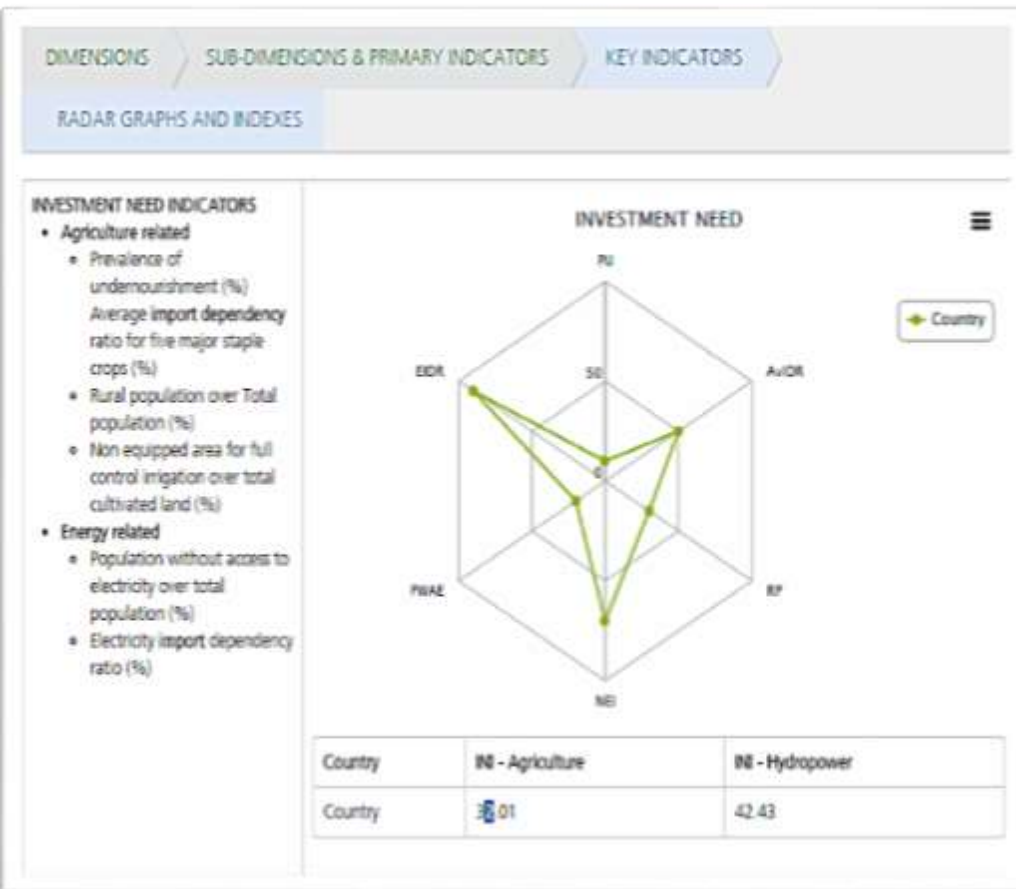 DIMENSIONS SUB-DIMENSIONS & PRIMARY INDICATORS KEY INDICATORS
RADAR GRAPHS AND INDEXES
INVESTMENT NEED INDICATORS
• Agriculture related
Prevalence of
undernourishment (%)
Average import dependency
ratio for five major staple
crops (%)
Rural population over Total
population (%)
Non equipped area for full
control irrigation over total
cultivated land (%)
• Energy related
Population without access to
electricity over total
population (%)
Electricity import dependency
ratio (%)
INVESTMENT NEED
PU
Country
EIDR
50
AvIDR
0
PWAE
RP
NEI
Country INI - Agriculture INI - Hydropower
Country 32.01 42.43